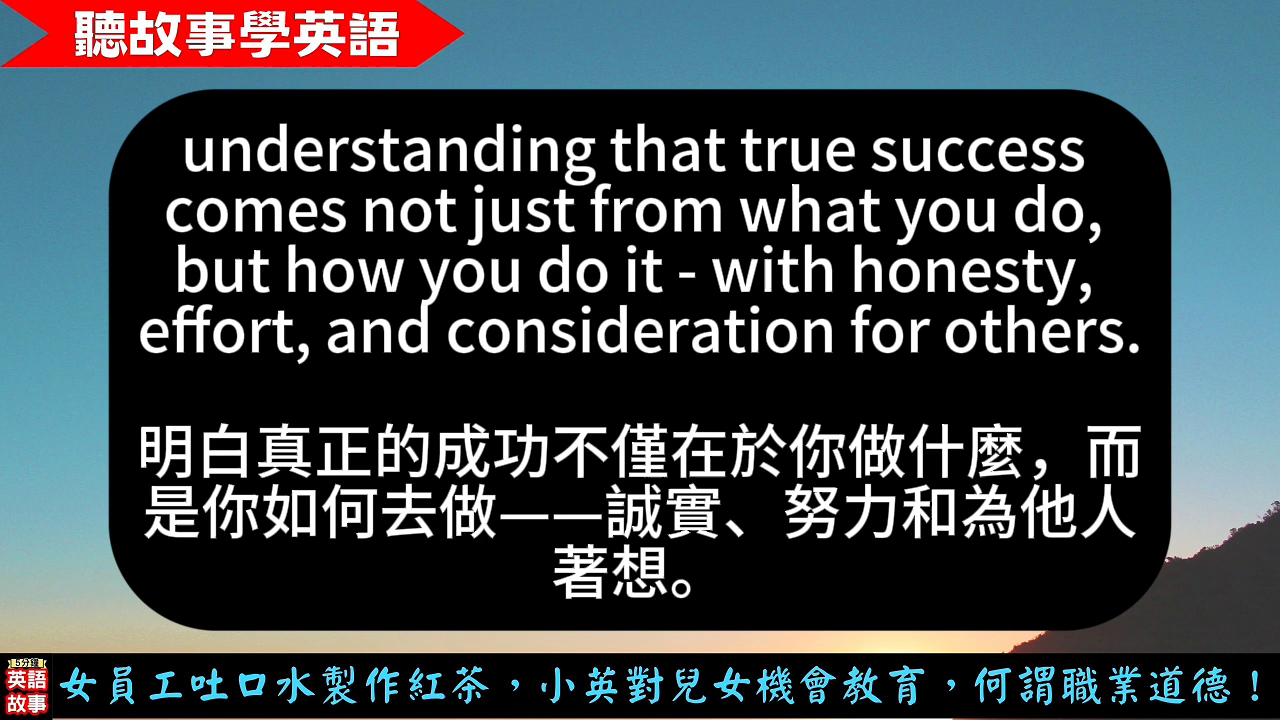 聽故事學英語
understanding that true success
comes not just from what you do,
but how you do it - with honesty,
effort, and consideration for others.
明白真正的成功不僅在於你做什麼，而
是你如何去做——誠實、努力和為他人
著想。
5分鐘
英語
故事
女員工吐口水製作紅茶，小英對兒女機會教育，何謂職業道德！